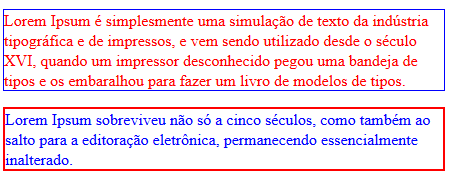 Lorem Ipsum é simplesmente uma simulação de texto da indústria
tipográfica e de impressos, e vem sendo utilizado desde o século
XVI, quando um impressor desconhecido pegou uma bandeja de
tipos e os embaralhou para fazer um livro de modelos de tipos.
Lorem Ipsum sobreviveu não só a cinco séculos, como também ao
salto para a editoração eletrônica, permanecendo essencialmente
inalterado.